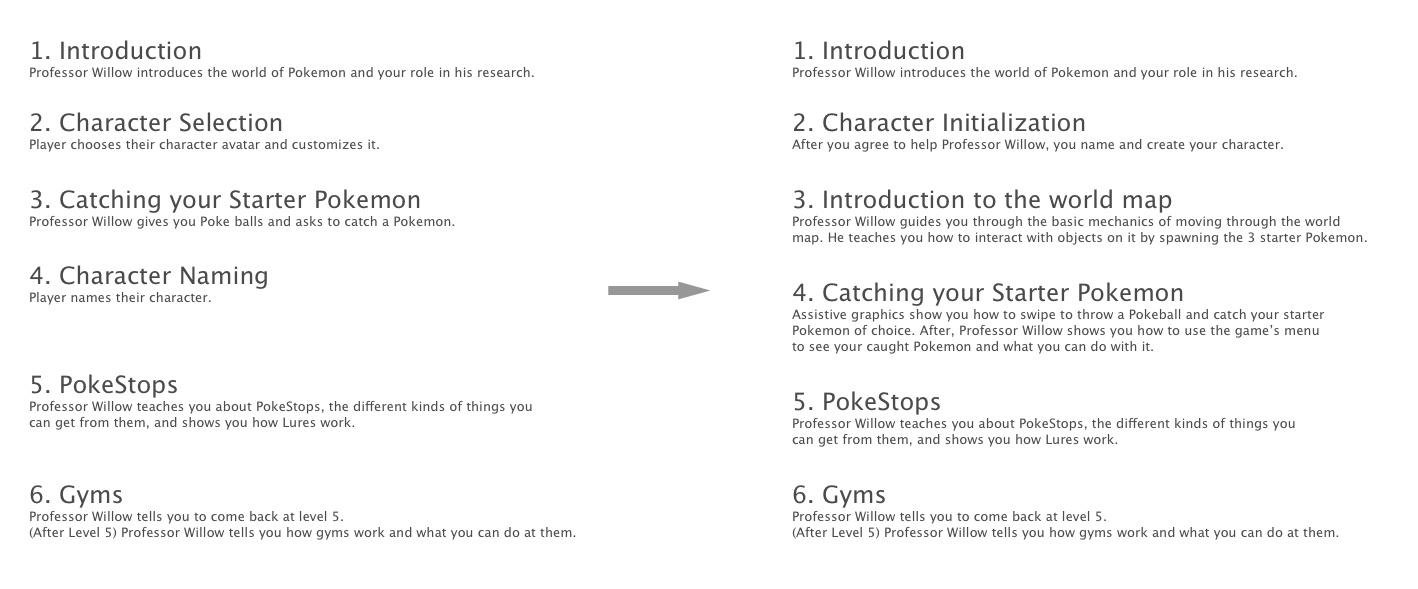 1. Introduction
Professor Willow introduces the world of Pokemon and your role in his research.
2. Character Selection
Player chooses their character avatar and customizes it.
3. Catching your Starter Pokemon
Professor Willow gives you Poke balls and asks to catch a Pokemon.
4. Character Naming
Player names their character.
5. PokeStops
Professor Willow teaches you about PokeStops, the different kinds of things you
can get from them, and shows you how Lures work.
6. Gyms
Professor Willow tells you to come back at level 5.
(After Level 5) Professor Willow tells you how gyms work and what you can do at them.
1. Introduction
Professor Willow introduces the world of Pokemon and your role in his research.
2. Character Initialization
After you agree to help Professor Willow, you name and create your character.
3. Introduction to the world map
Professor Willow guides you through the basic mechanics of moving through the world
map. He teaches you how to interact with objects on it by spawning the 3 starter Pokemon.
4. Catching your Starter Pokemon
Assistive graphics show you how to swipe to throw a Pokeball and catch your starter
Pokemon of choice. After, Professor Willow shows you how to use the game’s menu
to see your caught Pokemon and what you can do with it.
5. PokeStops
Professor Willow teaches you about PokeStops, the different kinds of things you
can get from them, and shows you how Lures work.
6. Gyms
Professor Willow tells you to come back at level 5.
(After Level 5) Professor Willow tells you how gyms work and what you can do at them.